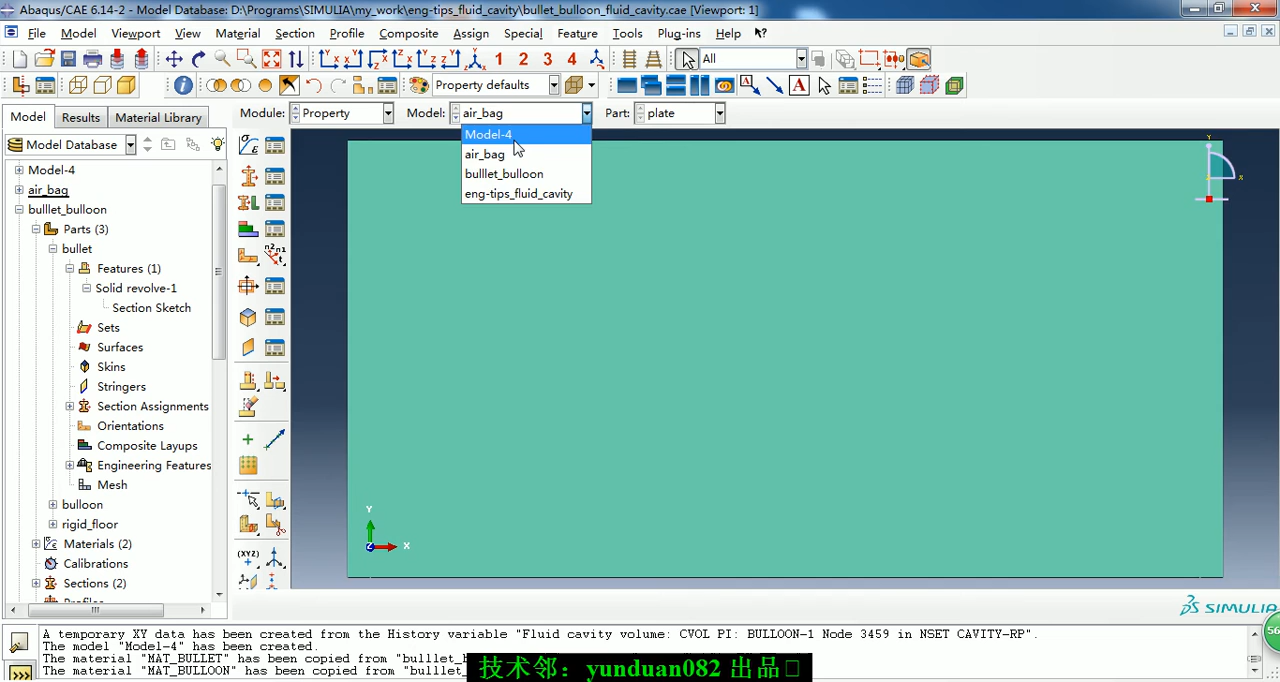 Abaqus/CAE 6.14-2 - Model Database: D:\Programs\SIMULIA\my_work\eng-tips_fluid_cavity\bullet_bulloon_fluid_cavity.cae [Viewport: 1]
File Model Viewport View Material Section Profile Composite Assign Special Feature Tools Plug-ins Help
1 2 3 4 All
Property defaults
Model Results Material Library Module: Property Model: air_bag Part: plate
Model Database
Model-4
air_bag
bulllet_bulloon
eng-tips_fluid_cavity
Model-4
air_bag
bulllet_bulloon
Parts (3)
bullet
Features (1)
Solid revolve-1
Section Sketch
Sets
Surfaces
Skins
Stringers
Section Assignments
Orientations
Composite Layups
Engineering Features
Mesh
bulloon
rigid_floor
Materials (2)
Calibrations
Sections (2)
Y
X
Y
X
Z
SIMULIA
A temporary XY data has been created from the History variable "Fluid cavity volume: CVOL PI: BULLOON-1 Node 3459 in NSET CAVITY-RP".
The model "Model-4" has been created.
The material "MAT_BULLET" has been copied from "bulllet_b
The material "MAT_BULLOON" has been copied from "bulllet_
技术邻：yunduan082 出品
56